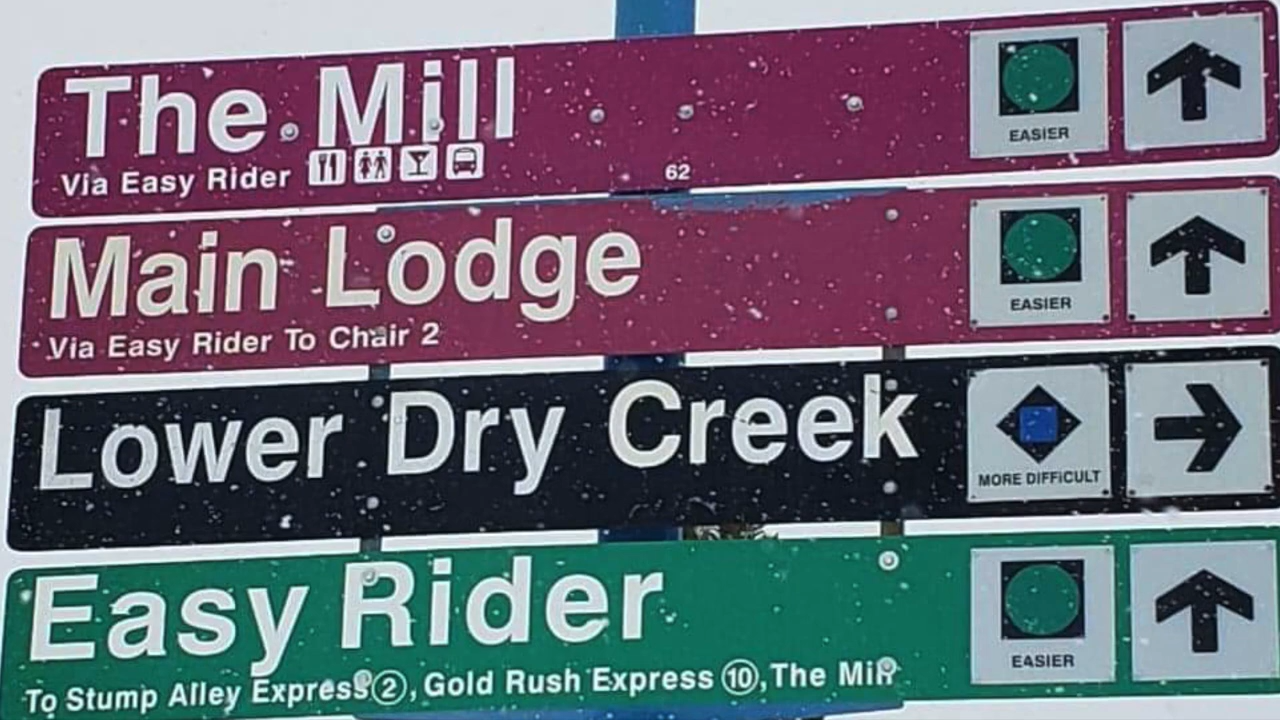 The Mill
Via Easy Rider
62
EASIER
Main Lodge
Via Easy Rider To Chair 2
EASIER
Lower Dry Creek
MORE DIFFiCULT
Easy Rider
To Stump Alley Express ②, Gold Rush Express ⑩, The Mill
EASIER